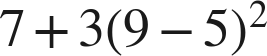 7 + 3(9 − 5)²